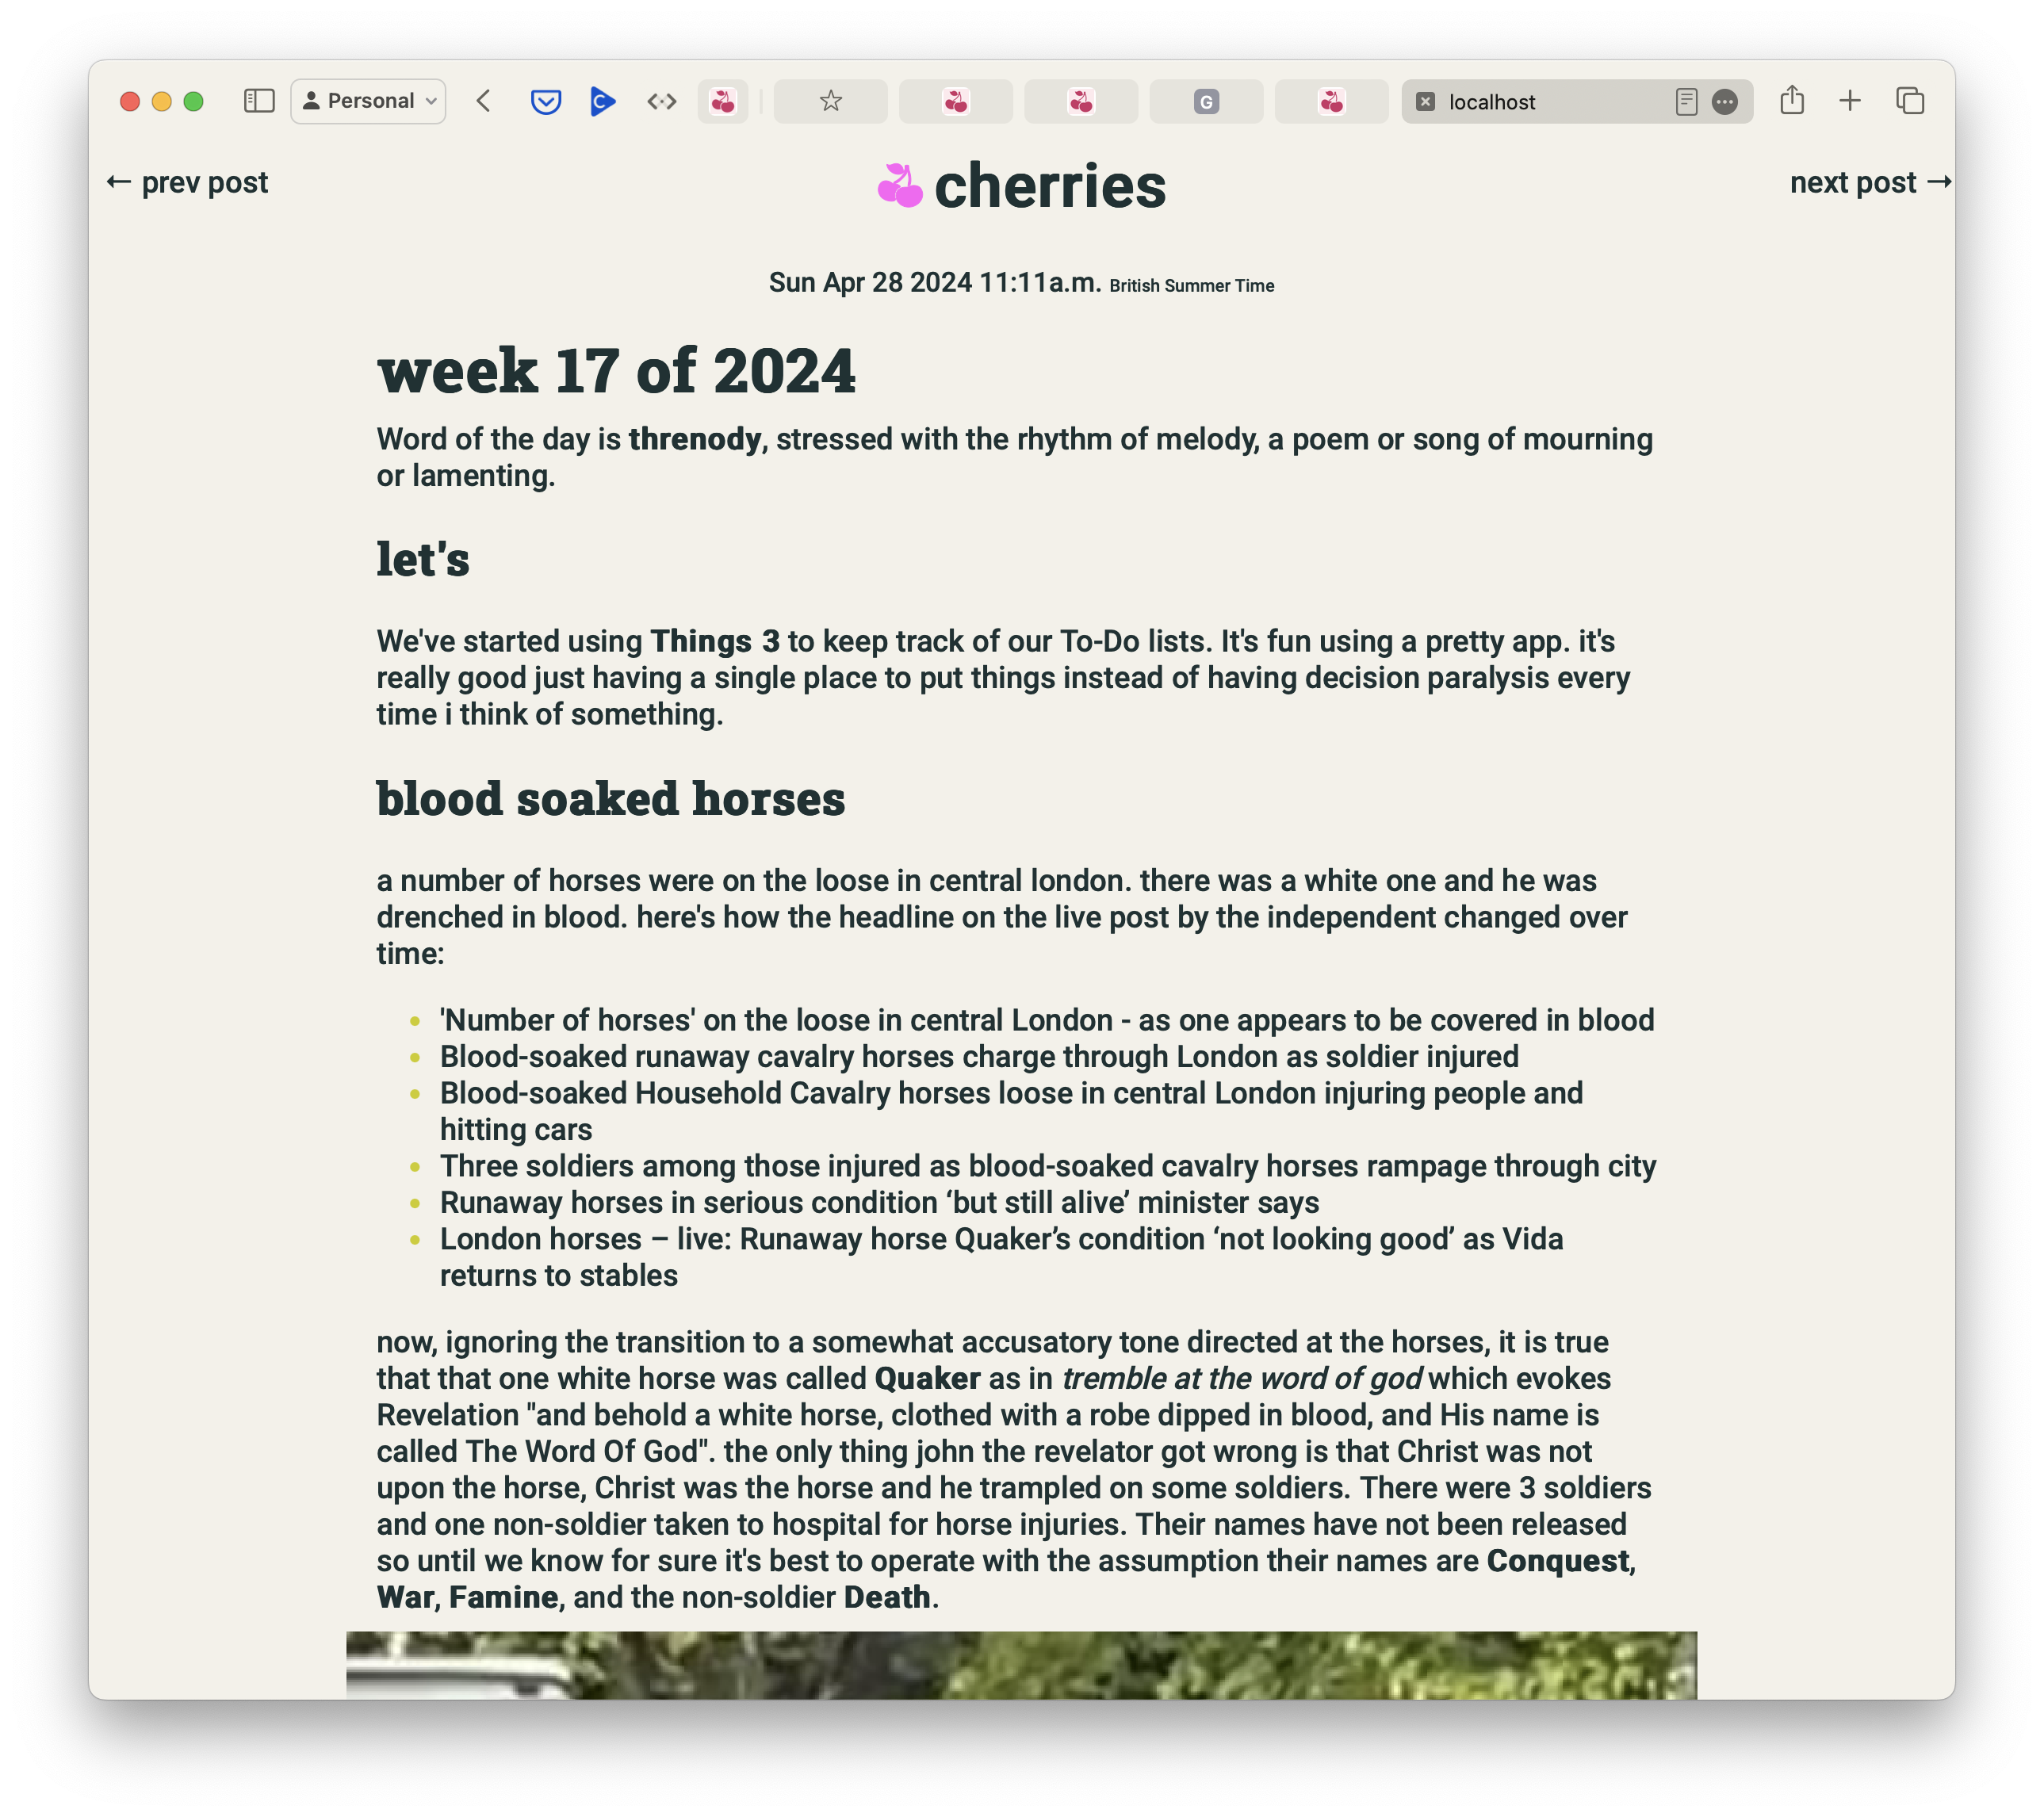 Personal
C
G
localhost
← prev post
cherries
next post →
Sun Apr 28 2024 11:11a.m. British Summer Time
week 17 of 2024
Word of the day is threnody, stressed with the rhythm of melody, a poem or song of mourning
or lamenting.
let's
We've started using Things 3 to keep track of our To-Do lists. It's fun using a pretty app. it's
really good just having a single place to put things instead of having decision paralysis every
time i think of something.
blood soaked horses
a number of horses were on the loose in central london. there was a white one and he was
drenched in blood. here's how the headline on the live post by the independent changed over
time:
• 'Number of horses' on the loose in central London - as one appears to be covered in blood
• Blood-soaked runaway cavalry horses charge through London as soldier injured
• Blood-soaked Household Cavalry horses loose in central London injuring people and
hitting cars
• Three soldiers among those injured as blood-soaked cavalry horses rampage through city
• Runaway horses in serious condition ‘but still alive’ minister says
• London horses – live: Runaway horse Quaker’s condition ‘not looking good’ as Vida
returns to stables
now, ignoring the transition to a somewhat accusatory tone directed at the horses, it is true
that that one white horse was called Quaker as in tremble at the word of god which evokes
Revelation "and behold a white horse, clothed with a robe dipped in blood, and His name is
called The Word Of God". the only thing john the revelator got wrong is that Christ was not
upon the horse, Christ was the horse and he trampled on some soldiers. There were 3 soldiers
and one non-soldier taken to hospital for horse injuries. Their names have not been released
so until we know for sure it's best to operate with the assumption their names are Conquest,
War, Famine, and the non-soldier Death.